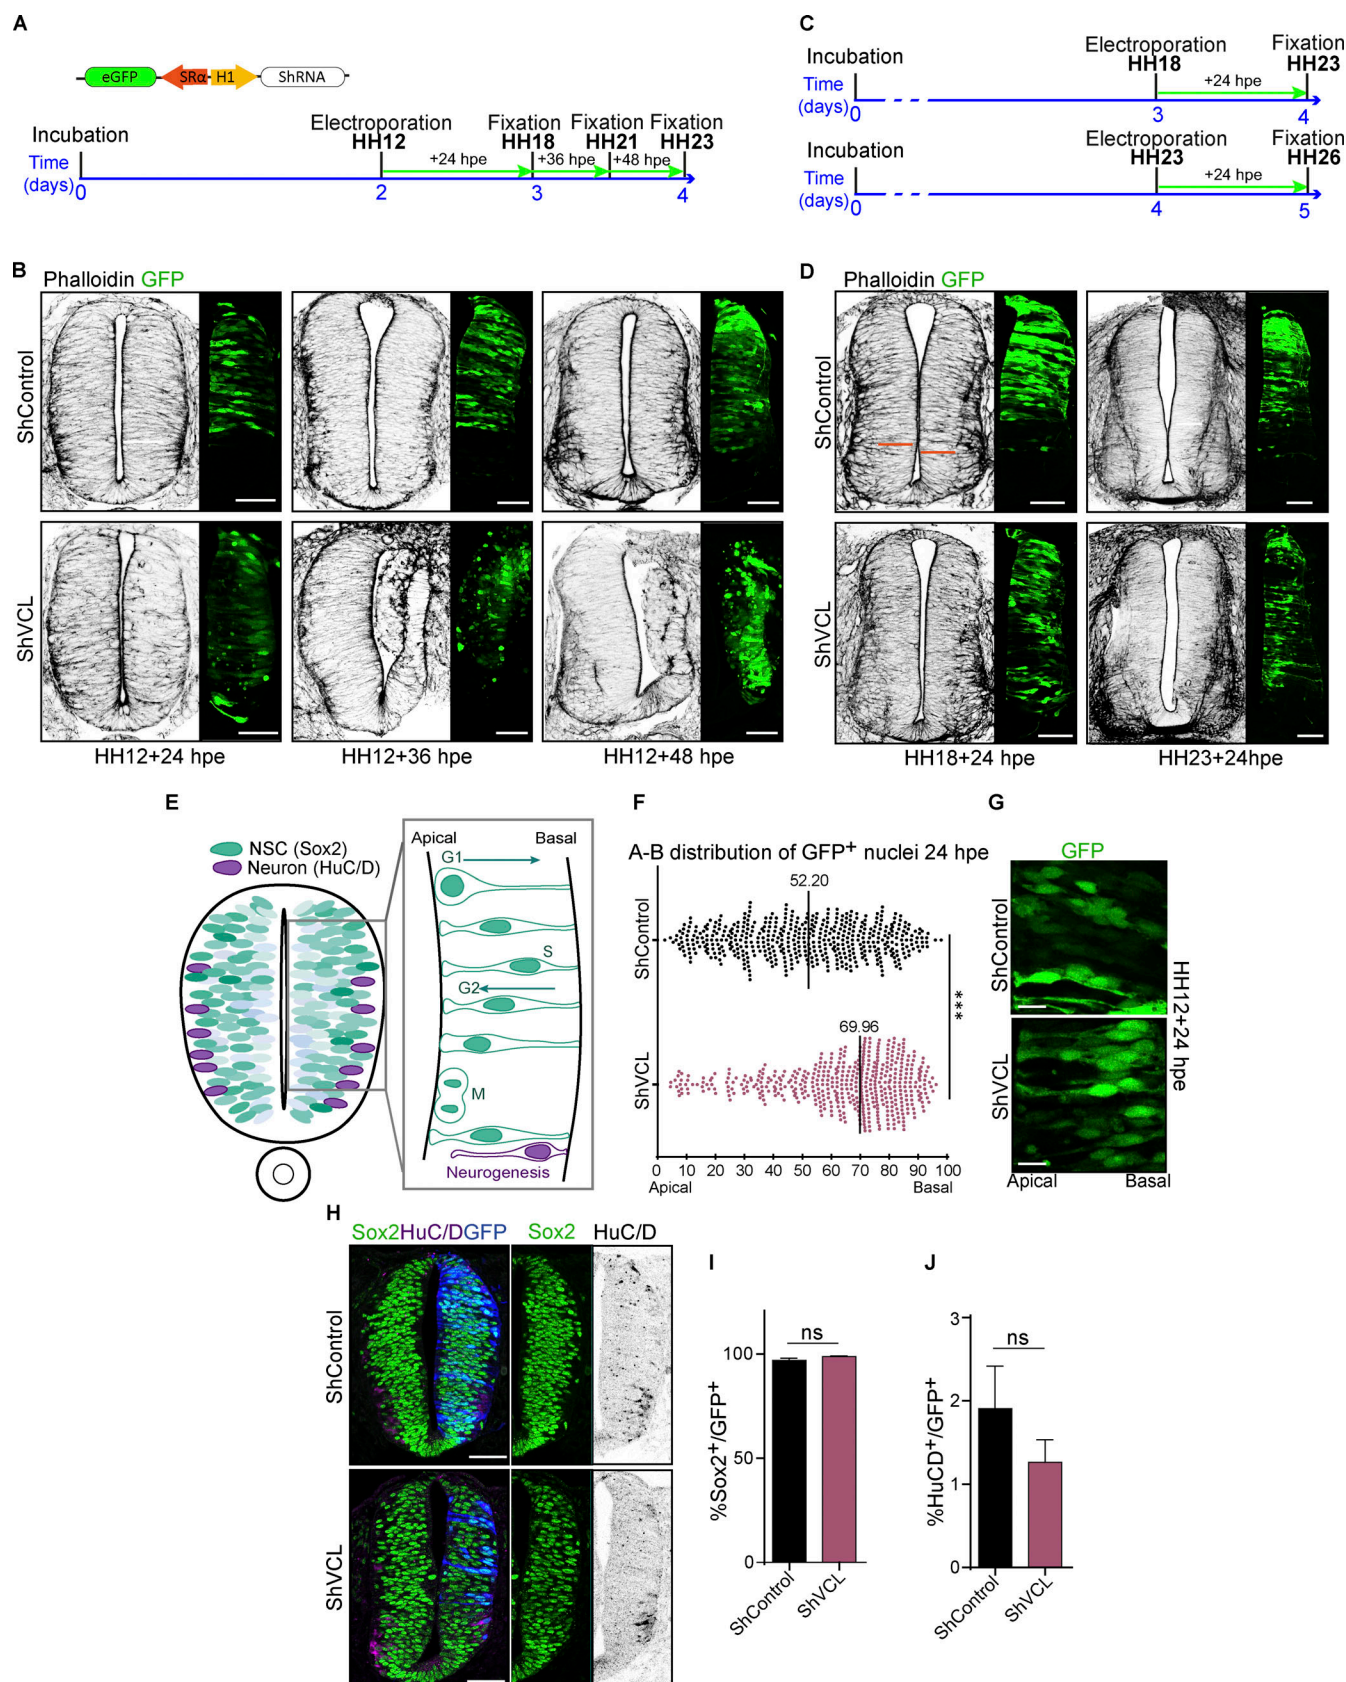 A
eGFP SRα H1 ShRNA
Incubation
Electroporation
HH12
Fixation
HH18
Fixation
HH21
Fixation
HH23
Time
(days)
+24 hpe
+36 hpe
+48 hpe
0 2 3 4
C
Incubation
Electroporation
HH18
Fixation
HH23
Time
(days)
+24 hpe
0 3 4
Incubation
Electroporation
HH23
Fixation
HH26
Time
(days)
+24 hpe
0 4 5
B
Phalloidin GFP
ShControl
ShVCL
HH12+24 hpe
HH12+36 hpe
HH12+48 hpe
D
Phalloidin GFP
ShControl
ShVCL
HH18+24 hpe
HH23+24hpe
E
NSC (Sox2)
Neuron (HuC/D)
Apical
Basal
G1
S
G2
M
Neurogenesis
F
A-B distribution of GFP+ nuclei 24 hpe
52.20
ShControl
69.96
ShVCL
***
0 10 20 30 40 50 60 70 80 90 100
Apical
Basal
G
GFP
ShControl
ShVCL
HH12+24 hpe
Apical
Basal
H
Sox2HuC/DGFP
Sox2
HuC/D
ShControl
ShVCL
I
ns
100
50
0
%Sox2+/GFP+
ShControl
ShVCL
J
ns
3
2
1
0
%HuCD+/GFP+
ShControl
ShVCL